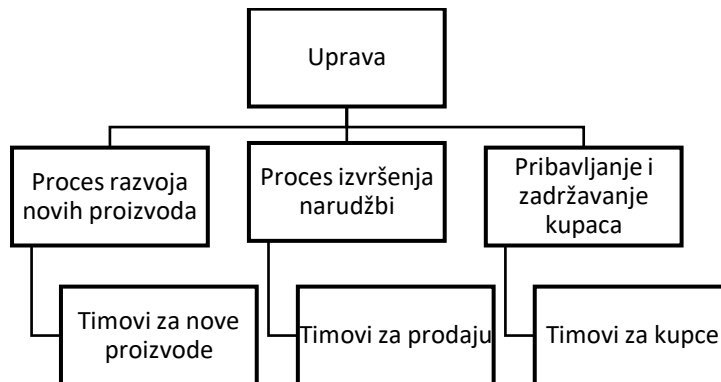 Uprava
Proces razvoja
novih proizvoda
Proces izvršenja
narudžbi
Pribavljanje i
zadržavanje
kupaca
Timovi za nove
proizvode
Timovi za prodaju
Timovi za kupce